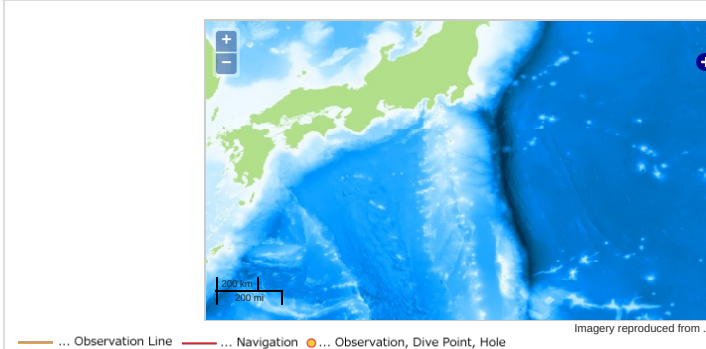 +
−
200 km
200 mi
Imagery reproduced from .
... Observation Line ... Navigation ... Observation, Dive Point, Hole